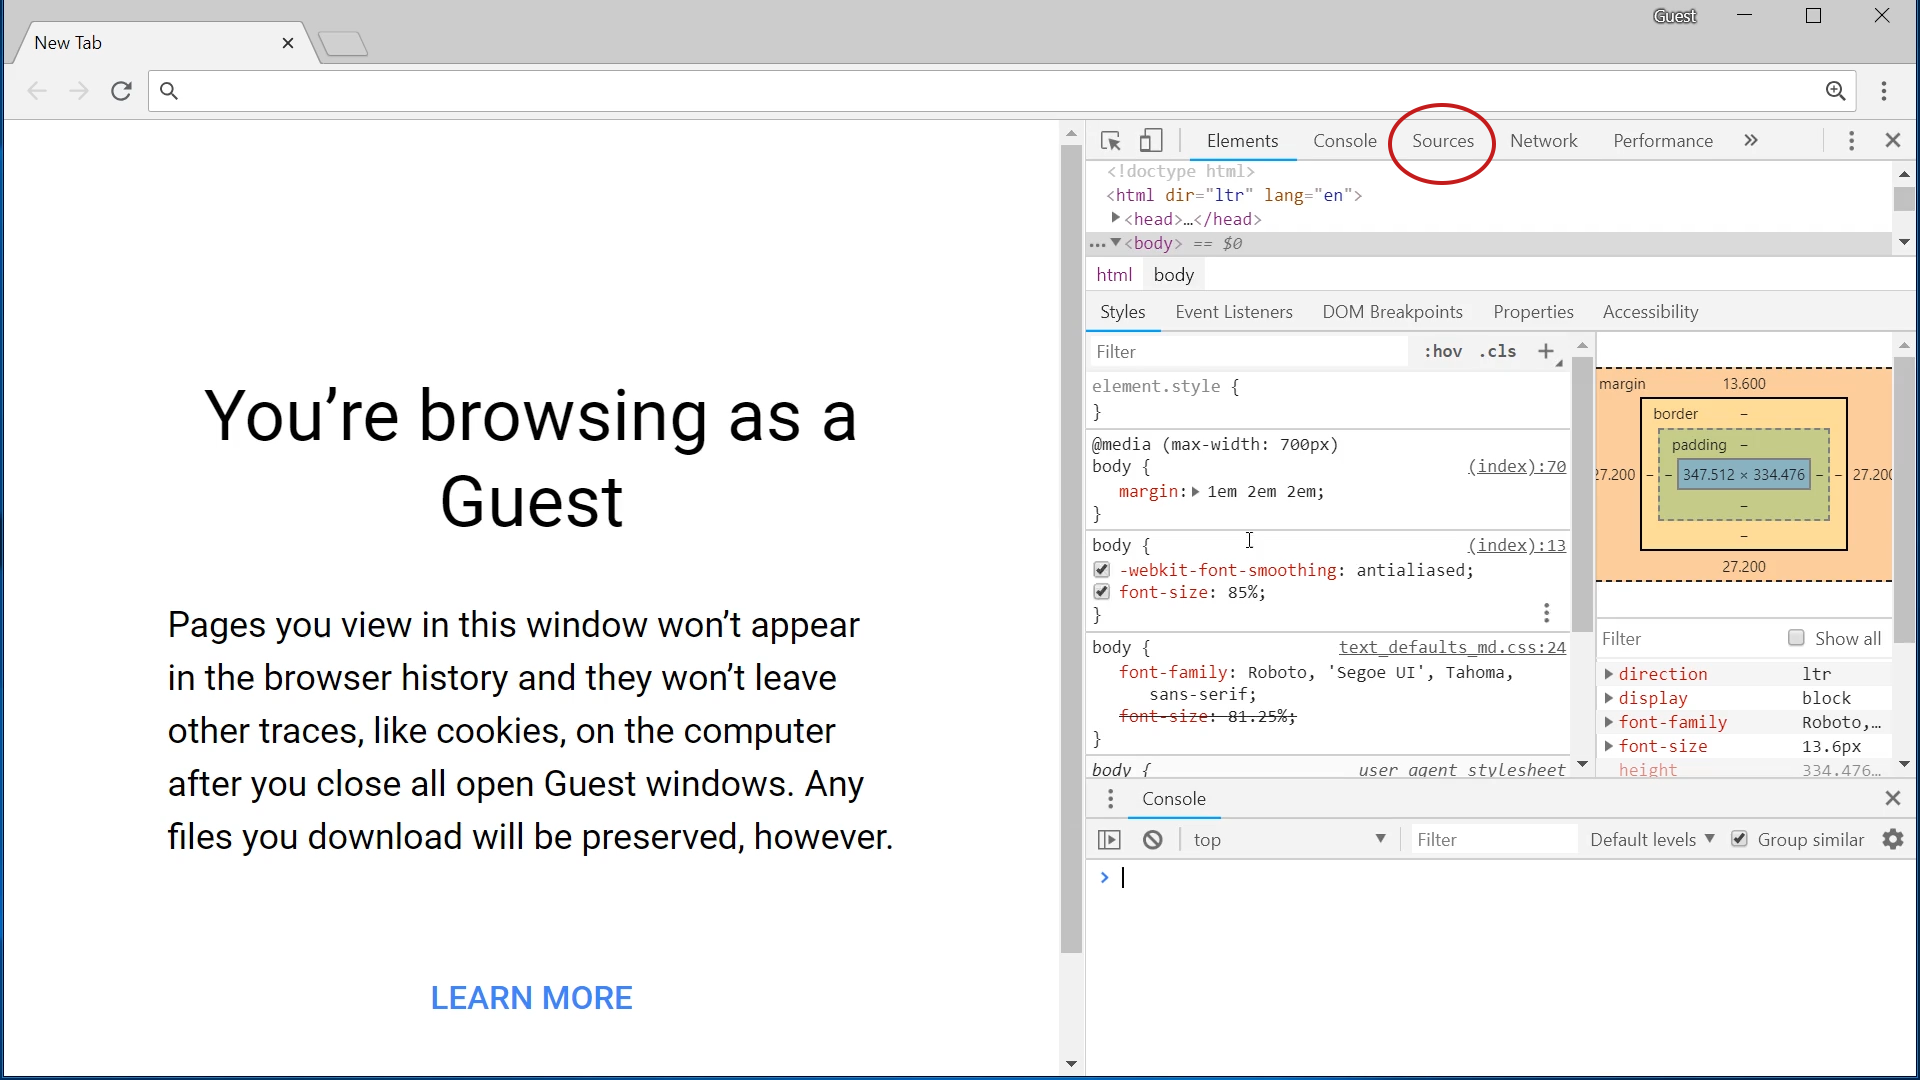 Guest
New Tab
Elements Console Sources Network Performance
<!doctype html>
<html dir="ltr" lang="en">
<head>…</head>
… <body> == $0
html body
Styles Event Listeners DOM Breakpoints Properties Accessibility
Filter :hov .cls +
element.style {
}
@media (max-width: 700px)
body { (index):70
margin: 1em 2em 2em;
}
body { (index):13
-webkit-font-smoothing: antialiased;
font-size: 85%;
}
body { text_defaults_md.css:24
font-family: Roboto, 'Segoe UI', Tahoma,
sans-serif;
font-size: 81.25%;
}
body { user agent stylesheet
margin 13.600
border –
padding –
27.200 – – 347.512 × 334.476 – – 27.200
–
–
27.200
Filter Show all
direction ltr
display block
font-family Roboto,…
font-size 13.6px
height 334.476…
Console
top Filter Default levels Group similar
>
You’re browsing as a
Guest
Pages you view in this window won’t appear
in the browser history and they won’t leave
other traces, like cookies, on the computer
after you close all open Guest windows. Any
files you download will be preserved, however.
LEARN MORE